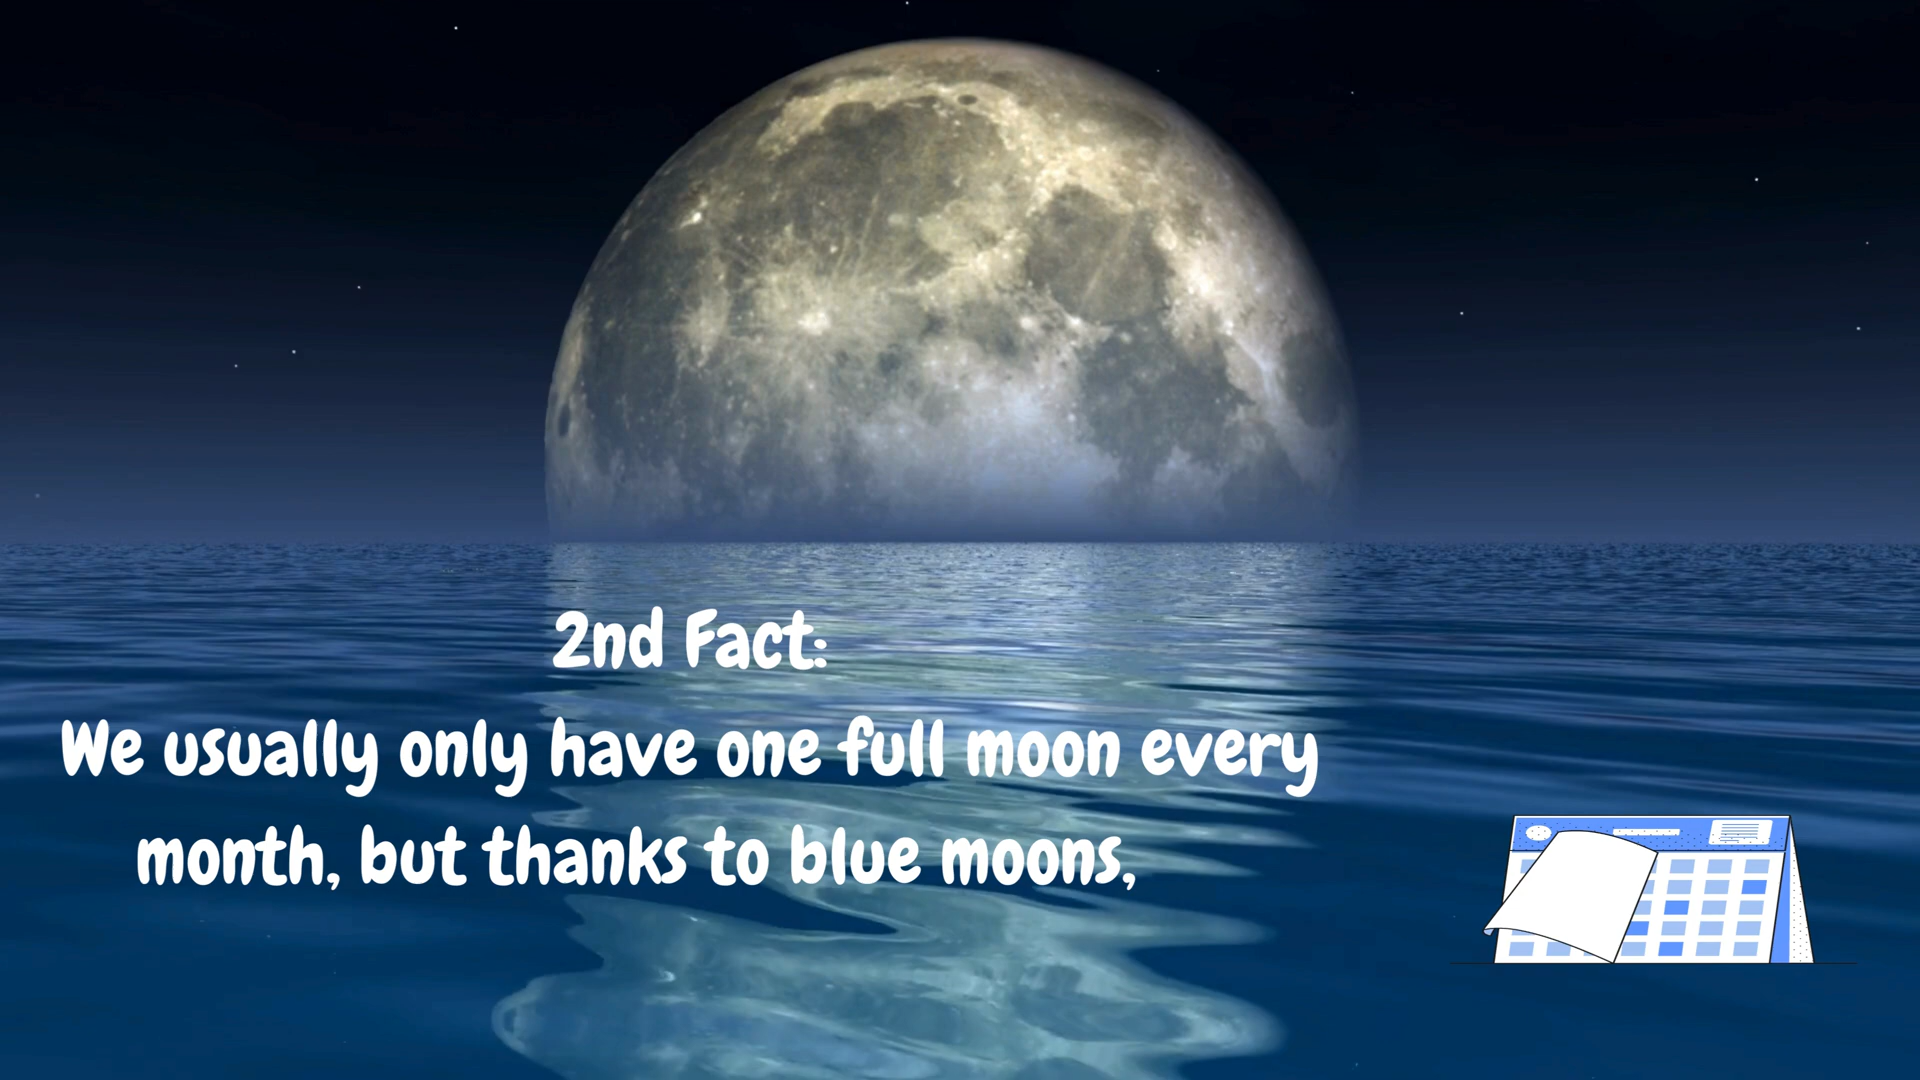 2nd Fact:
We usually only have one full moon every
month, but thanks to blue moons,